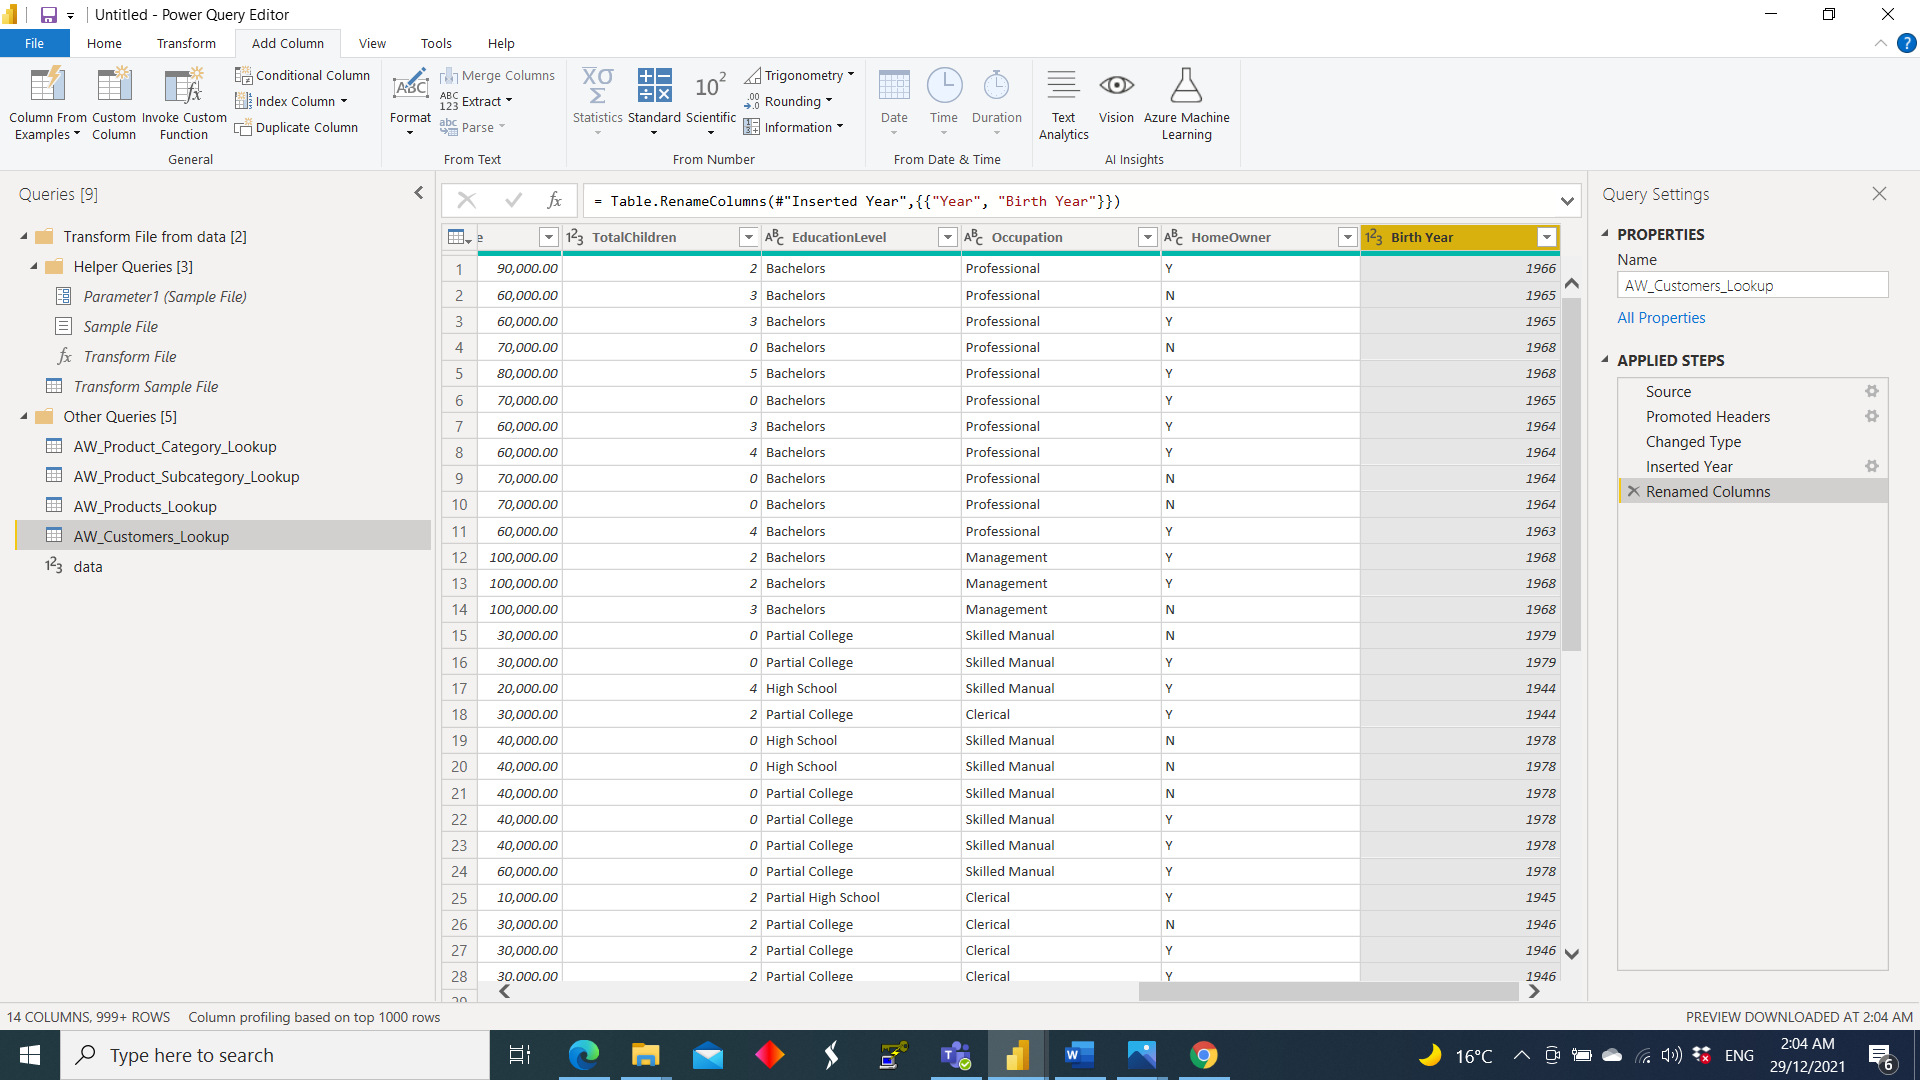 Untitled - Power Query Editor
File Home Transform Add Column View Tools Help
Column From Examples
Custom Column
Invoke Custom Function
Conditional Column
Index Column
Duplicate Column
General
Format
Merge Columns
Extract
Parse
From Text
Statistics
Standard
Scientific
Trigonometry
Rounding
Information
From Number
Date
Time
Duration
From Date & Time
Text Analytics
Vision
Azure Machine Learning
AI Insights
Queries [9]
Transform File from data [2]
Helper Queries [3]
Parameter1 (Sample File)
Sample File
Transform File
Transform Sample File
Other Queries [5]
AW_Product_Category_Lookup
AW_Product_Subcategory_Lookup
AW_Products_Lookup
AW_Customers_Lookup
data
= Table.RenameColumns(#"Inserted Year",{{"Year", "Birth Year"}})
e TotalChildren EducationLevel Occupation HomeOwner Birth Year
1 90,000.00 2 Bachelors Professional Y 1966
2 60,000.00 3 Bachelors Professional N 1965
3 60,000.00 3 Bachelors Professional Y 1965
4 70,000.00 0 Bachelors Professional N 1968
5 80,000.00 5 Bachelors Professional Y 1968
6 70,000.00 0 Bachelors Professional Y 1965
7 60,000.00 3 Bachelors Professional Y 1964
8 60,000.00 4 Bachelors Professional Y 1964
9 70,000.00 0 Bachelors Professional N 1964
10 70,000.00 0 Bachelors Professional N 1964
11 60,000.00 4 Bachelors Professional Y 1963
12 100,000.00 2 Bachelors Management Y 1968
13 100,000.00 2 Bachelors Management Y 1968
14 100,000.00 3 Bachelors Management N 1968
15 30,000.00 0 Partial College Skilled Manual N 1979
16 30,000.00 0 Partial College Skilled Manual Y 1979
17 20,000.00 4 High School Skilled Manual Y 1944
18 30,000.00 2 Partial College Clerical Y 1944
19 40,000.00 0 High School Skilled Manual N 1978
20 40,000.00 0 High School Skilled Manual N 1978
21 40,000.00 0 Partial College Skilled Manual N 1978
22 40,000.00 0 Partial College Skilled Manual Y 1978
23 40,000.00 0 Partial College Skilled Manual Y 1978
24 60,000.00 0 Partial College Skilled Manual Y 1978
25 10,000.00 2 Partial High School Clerical Y 1945
26 30,000.00 2 Partial College Clerical N 1946
27 30,000.00 2 Partial College Clerical Y 1946
28 30,000.00 2 Partial College Clerical Y 1946
Query Settings
PROPERTIES
Name
AW_Customers_Lookup
All Properties
APPLIED STEPS
Source
Promoted Headers
Changed Type
Inserted Year
Renamed Columns
14 COLUMNS, 999+ ROWS Column profiling based on top 1000 rows
PREVIEW DOWNLOADED AT 2:04 AM
Type here to search
16°C
ENG
2:04 AM
29/12/2021
6